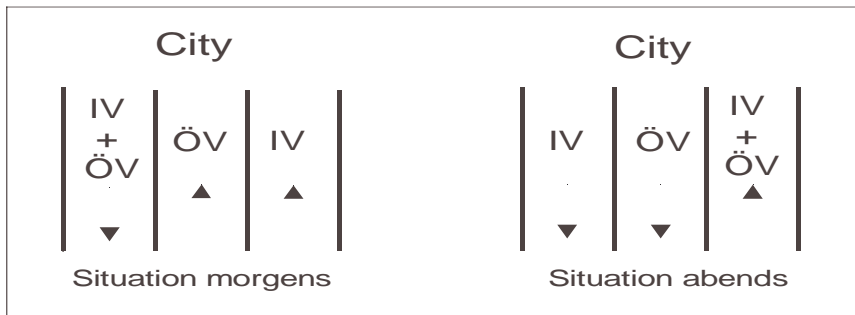 City
IV
+
ÖV
ÖV
IV
Situation morgens
City
IV
ÖV
IV
+
ÖV
Situation abends